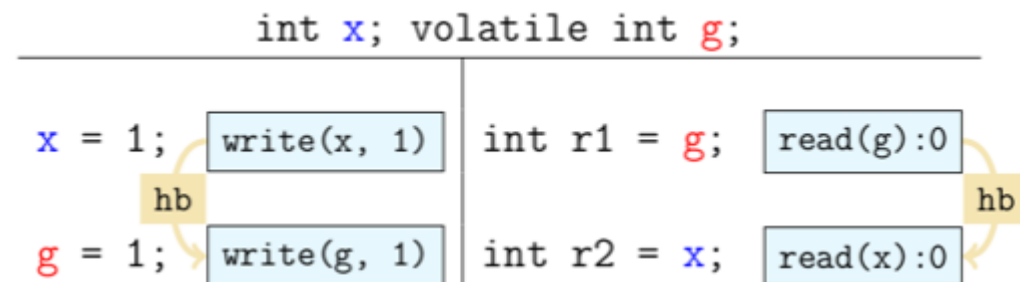 int x; volatile int g;
x = 1; write(x, 1) int r1 = g; read(g):0
hb hb
g = 1; write(g, 1) int r2 = x; read(x):0